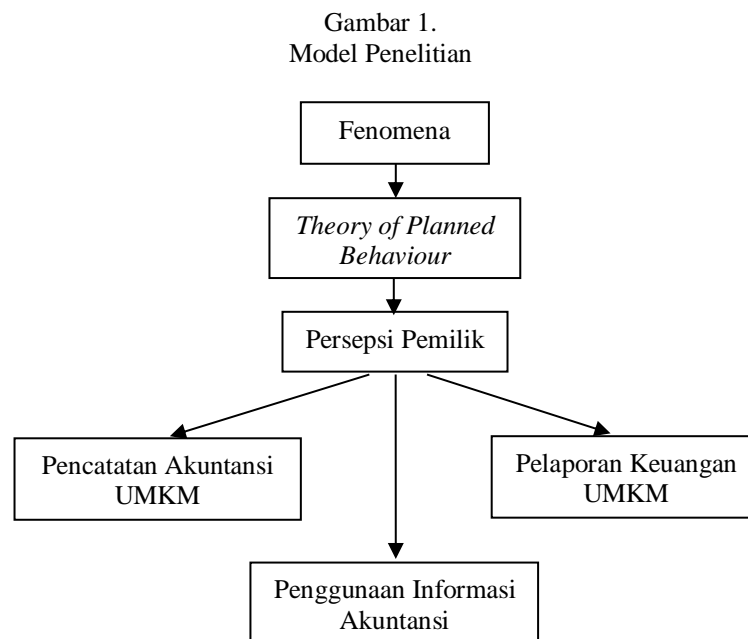 Gambar 1.
Model Penelitian
Fenomena
Theory of Planned
Behaviour
Persepsi Pemilik
Pencatatan Akuntansi
UMKM
Pelaporan Keuangan
UMKM
Penggunaan Informasi
Akuntansi